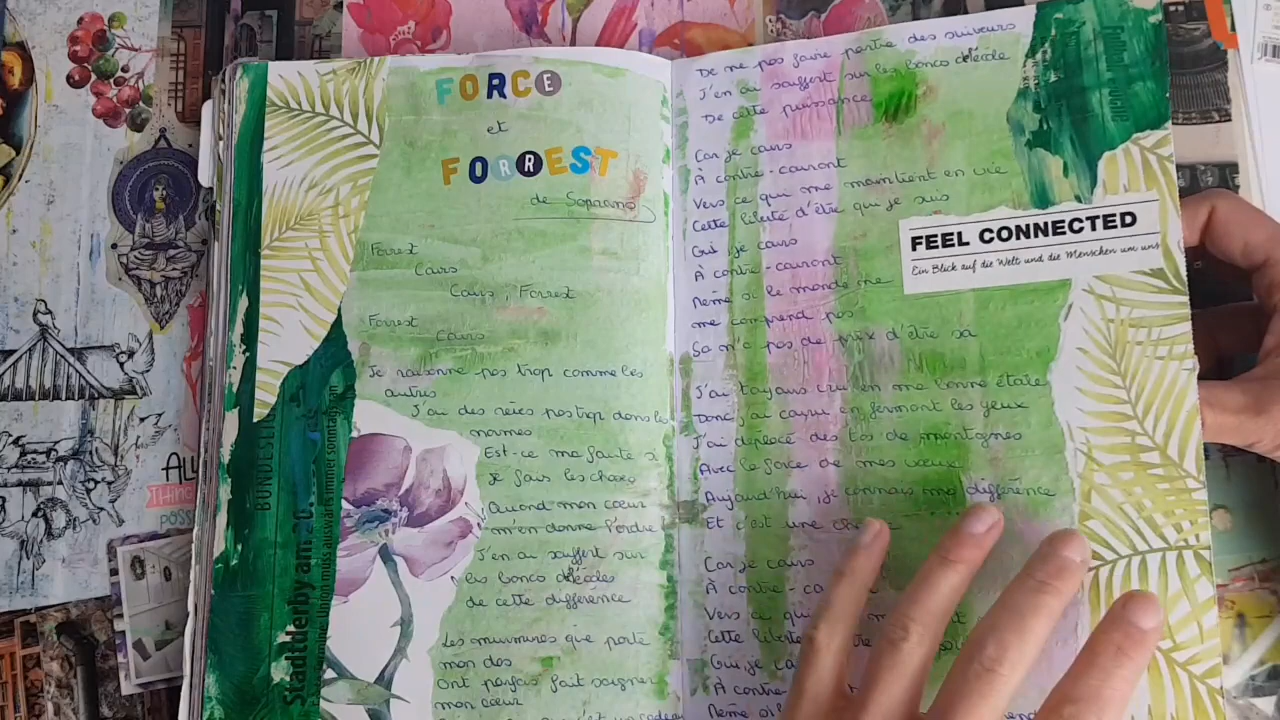 FORCE
et
FORREST
de Soprano
Forrest
Cours
Cours, Forrest
Forrest
Cours
Je raisonne pas trop comme les
autres
J'ai des rêves pas trop dans les
normes
Est-ce ma faute si
je fais les choses
Quand mon cœur
m'en donne l'ordre
J'en ai souffert sur
les bancs d'écoles
de cette différence
Les murmures que porte
mon dos
Ont parfois fait saigner
mon cœur
De ne pas faire partie des suiveurs
J'en ai souffert sur les bancs d'école
De cette puissance
Car je cours
À contre-courant
Vers ce qui me maintient en vie
Cette liberté d'être qui je suis
Oui je cours
À contre-courant
Même si le monde ne
me comprend pas
Sa n'a pas de prix d'être sa
J'ai toujours cru en ma bonne étoile
Donc j'ai couru en fermant les yeux
J'ai déplacé des tas de montagnes
Avec la force de mes vœux
Aujourd'hui, je connais ma différence
Et c'est une
Car je cours
À contre-
Vers ce qui
Cette liberté
Oui, je
À contre-
Même si
FEEL CONNECTED
Ein Blick auf die Welt und die Menschen um uns
Stadtderby am 20.
Union muss auswärts immer sonntags ran
ALL